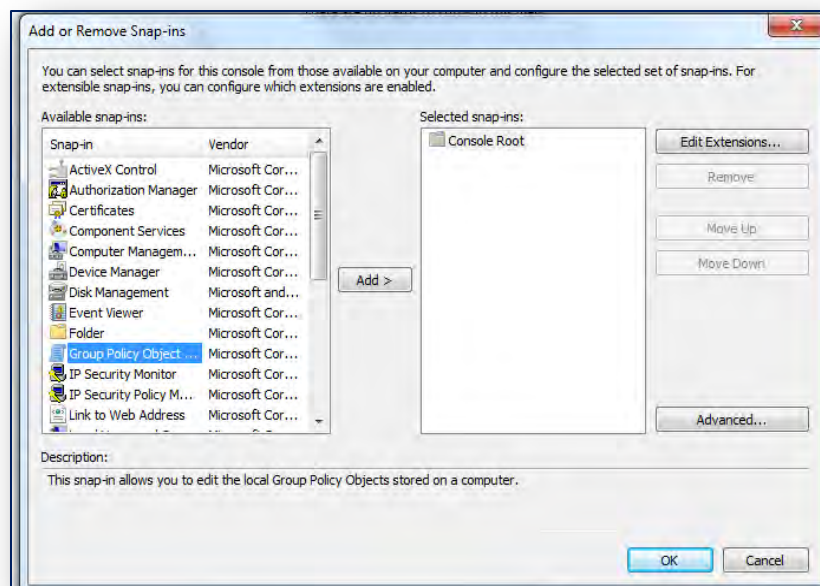 Add or Remove Snap-ins
You can select snap-ins for this console from those available on your computer and configure the selected set of snap-ins. For
extensible snap-ins, you can configure which extensions are enabled.
Available snap-ins:
Snap-in Vendor
ActiveX Control Microsoft Cor...
Authorization Manager Microsoft Cor...
Certificates Microsoft Cor...
Component Services Microsoft Cor...
Computer Managem... Microsoft Cor...
Device Manager Microsoft Cor...
Disk Management Microsoft and...
Event Viewer Microsoft Cor...
Folder Microsoft Cor...
Group Policy Object ... Microsoft Cor...
IP Security Monitor Microsoft Cor...
IP Security Policy M... Microsoft Cor...
Link to Web Address Microsoft Cor...
Add >
Selected snap-ins:
Console Root
Edit Extensions...
Remove
Move Up
Move Down
Advanced...
Description:
This snap-in allows you to edit the local Group Policy Objects stored on a computer.
OK
Cancel